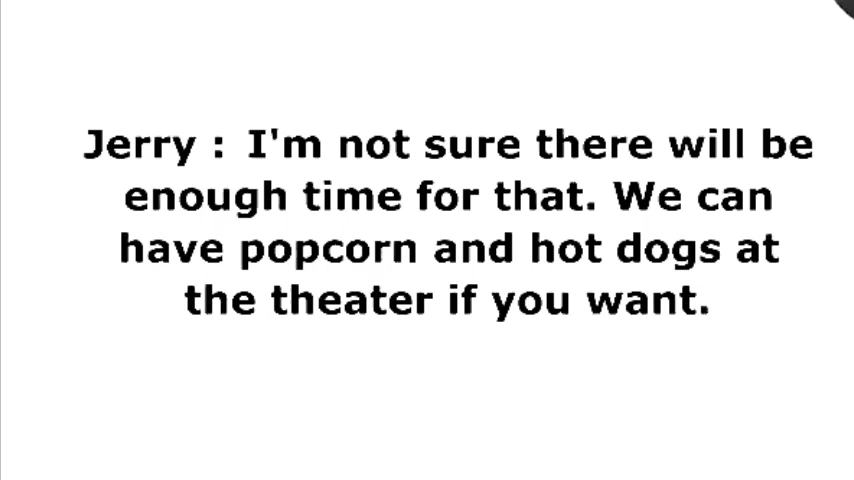 Jerry : I'm not sure there will be
enough time for that. We can
have popcorn and hot dogs at
the theater if you want.